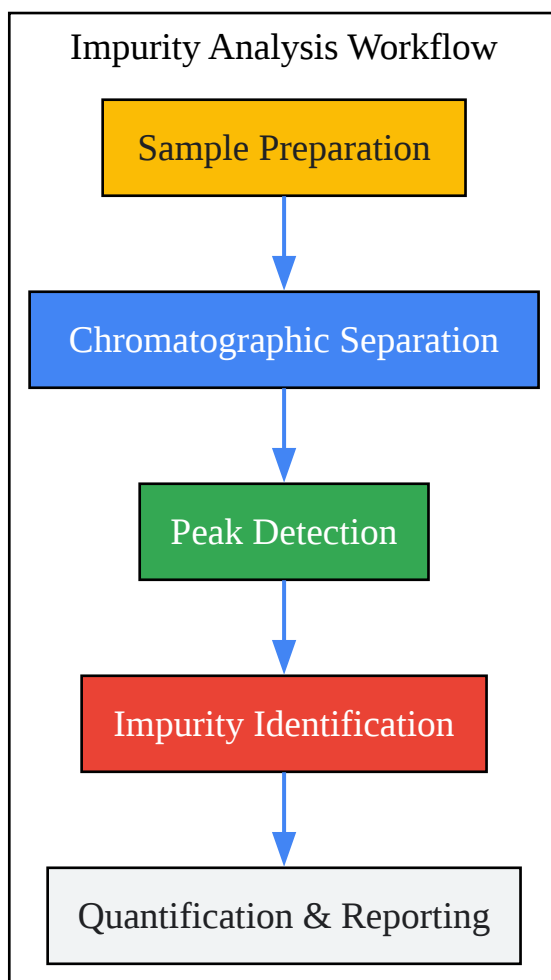 Impurity Analysis Workflow
Sample Preparation
Chromatographic Separation
Peak Detection
Impurity Identification
Quantification & Reporting